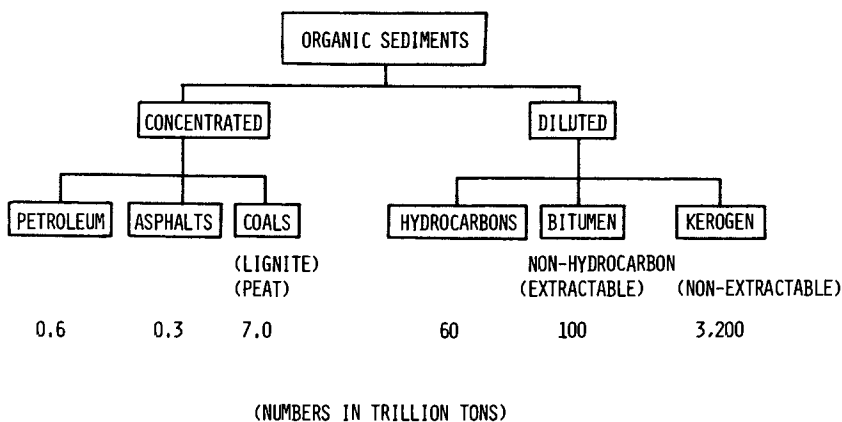 ORGANIC SEDIMENTS
CONCENTRATED DILUTED
PETROLEUM ASPHALTS COALS HYDROCARBONS BITUMEN KEROGEN
(LIGNITE) NON-HYDROCARBON
(PEAT) (EXTRACTABLE) (NON-EXTRACTABLE)
0.6 0.3 7.0 60 100 3,200
(NUMBERS IN TRILLION TONS)